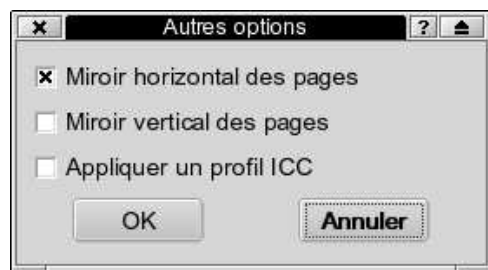 Autres options ?
Miroir horizontal des pages
Miroir vertical des pages
Appliquer un profil ICC
OK Annuler